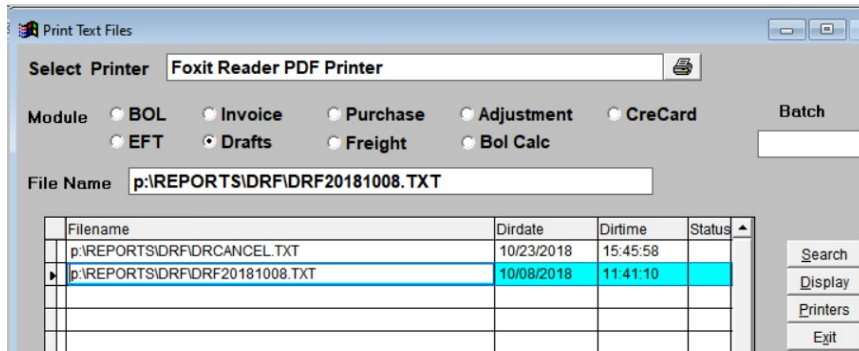 Print Text Files
Select Printer Foxit Reader PDF Printer
Module BOL Invoice Purchase Adjustment CreCard Batch
EFT Drafts Freight Bol Calc
File Name p:\REPORTS\DRF\DRF20181008.TXT
Filename Dirdate Dirtime Status
p:\REPORTS\DRF\DRCANCEL.TXT 10/23/2018 15:45:58
p:\REPORTS\DRF\DRF20181008.TXT 10/08/2018 11:41:10
Search
Display
Printers
Exit